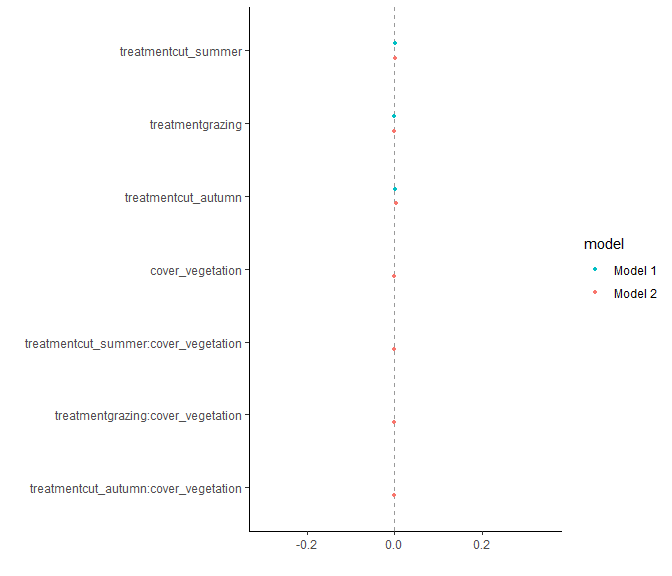 treatmentcut_summer
treatmentgrazing
treatmentcut_autumn
cover_vegetation
treatmentcut_summer:cover_vegetation
treatmentgrazing:cover_vegetation
treatmentcut_autumn:cover_vegetation
-0.2 0.0 0.2
model
Model 1
Model 2